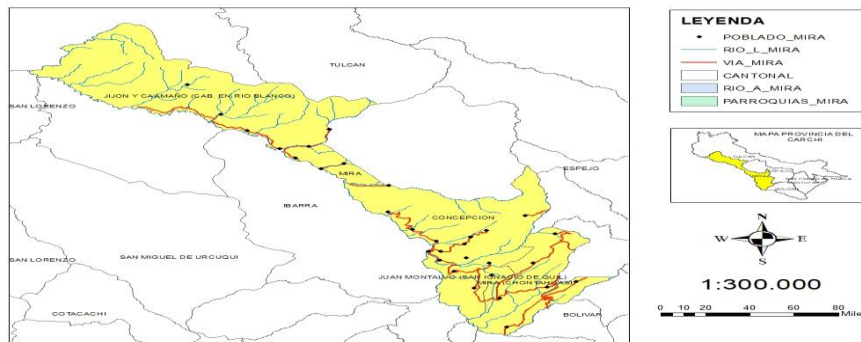 TULCAN
JIJON Y CAAMAÑO (CAB. EN RIO BLANCO)
SAN LORENZO
ESPEJO
MIRA
IBARRA
CONCEPCION
SAN MIGUEL DE URCUQUI
SAN LORENZO
JUAN MONTALVO (SAN IGNACIO DE QUIL)
MIRA (CHONTAHUASI)
COTACACHI
BOLIVAR
LEYENDA
POBLADO_MIRA
RIO_L_MIRA
VIA_MIRA
CANTONAL
RIO_A_MIRA
PARROQUIAS_MIRA
MAPA PROVINCIA DEL
CARCHI
N
W E
S
1:300.000
0 10 20 40 60 80
Miles